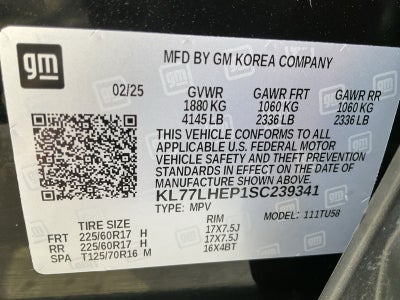 gm
MFD BY GM KOREA COMPANY
02/25 GVWR GAWR FRT GAWR RR
1880 KG 1060 KG 1060 KG
4145 LB 2336 LB 2336 LB
THIS VEHICLE CONFORMS TO ALL
APPLICABLE U.S. FEDERAL MOTOR
VEHICLE SAFETY AND THEFT PREVENTION
STANDARDS IN EFFECT ON THE DATE OF
MANUFACTURE SHOWN ABOVE.
KL77LHEP1SC239341
TYPE: MPV MODEL: 111TU58
TIRE SIZE RIM
FRT 225/60R17 H 17X7.5J
RR 225/60R17 H 17X7.5J
SPA T125/70R16 M 16X4BT